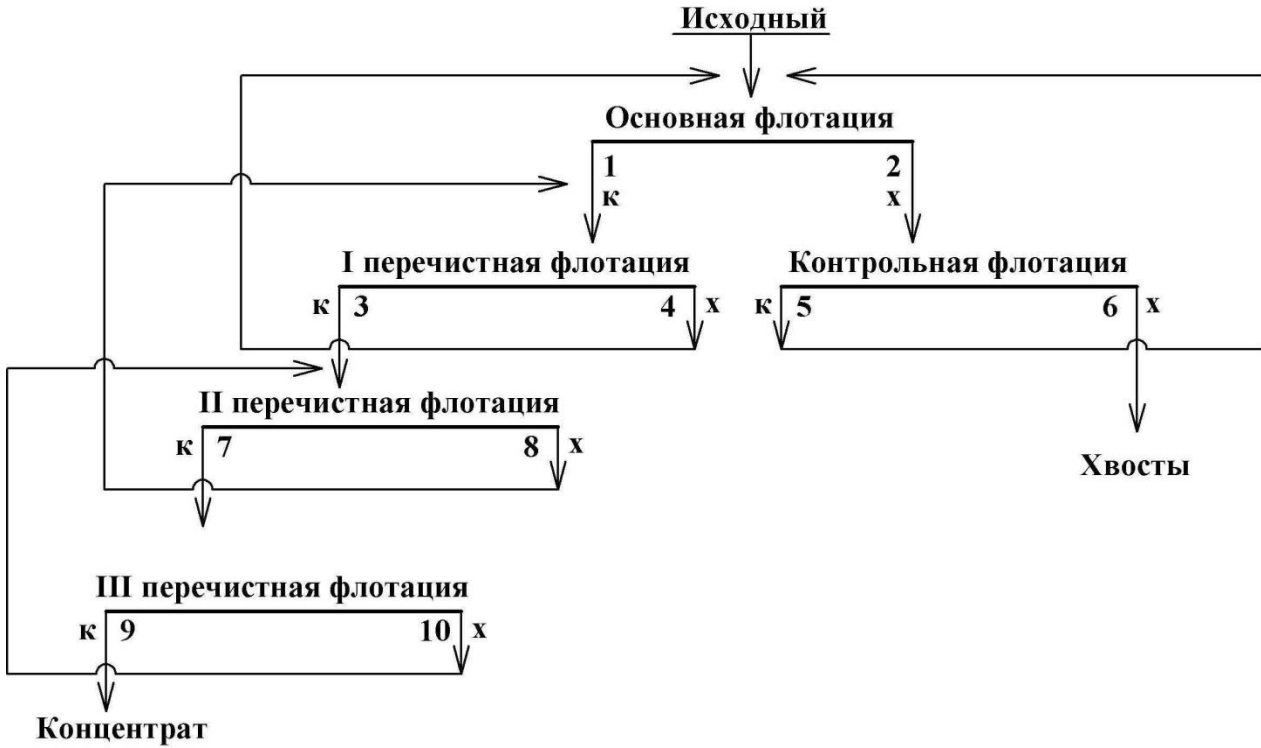 Исходный
Основная флотация
1 2
к х
I перечистная флотация Контрольная флотация
к 3 4 х к 5 6 х
II перечистная флотация
к 7 8 х
Хвосты
III перечистная флотация
к 9 10 х
Концентрат